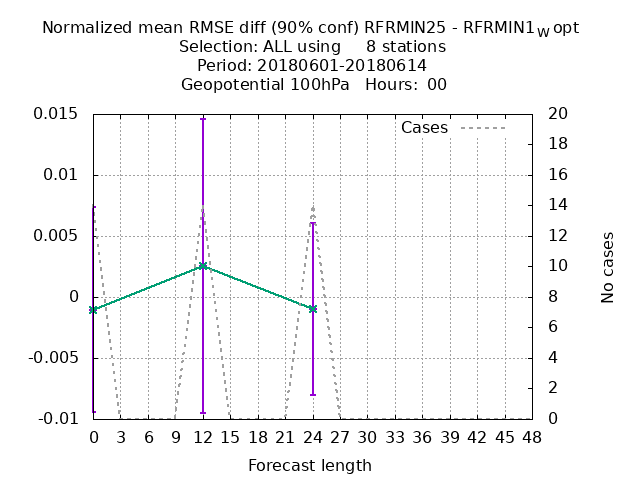 Normalized mean RMSE diff (90% conf) RFRMIN25 - RFRMIN1W opt
Selection: ALL using     8 stations
Period: 20180601-20180614
Geopotential 100hPa   Hours:  00
Cases
0.015
0.01
0.005
0
-0.005
-0.01
20
18
16
14
12
10
8
6
4
2
0
No cases
0 3 6 9 12 15 18 21 24 27 30 33 36 39 42 45 48
Forecast length